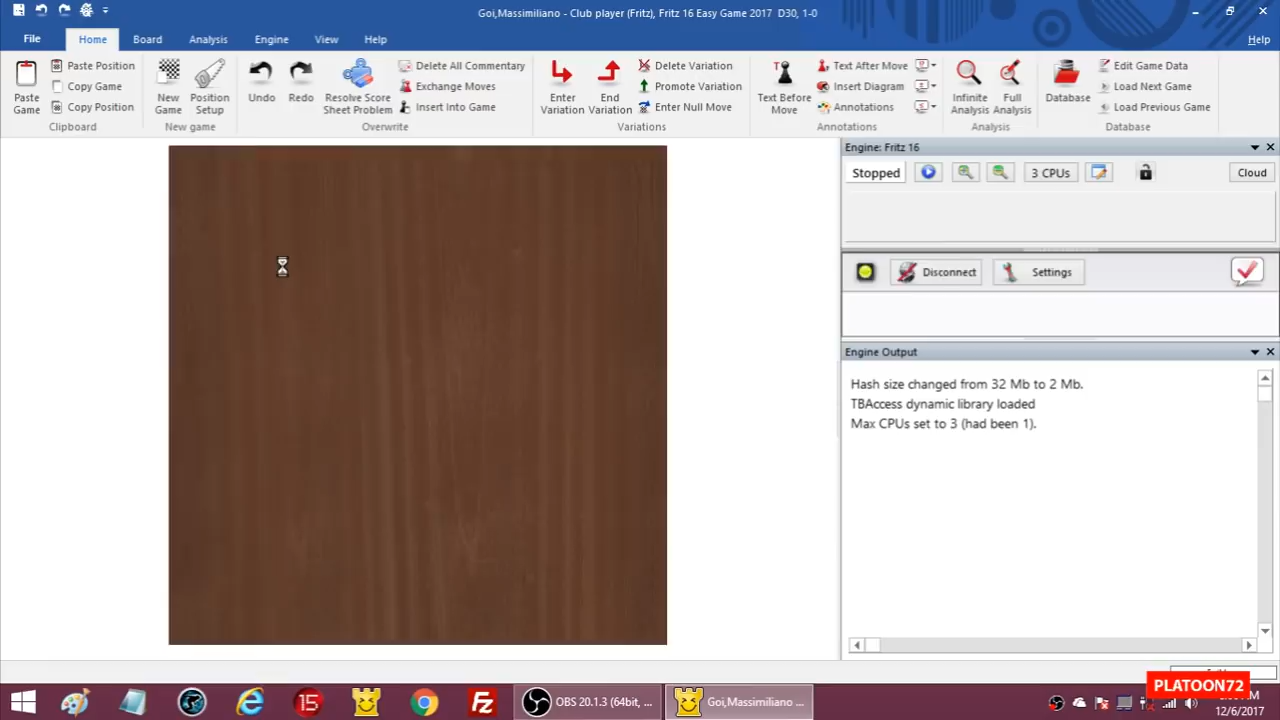 Goi,Massimiliano - Club player (Fritz), Fritz 16 Easy Game 2017 D30, 1-0
File Home Board Analysis Engine View Help Help
Paste Game
Paste Position
Copy Game
Copy Position
Clipboard
New Game
Position Setup
New game
Undo
Redo
Resolve Score Sheet Problem
Delete All Commentary
Exchange Moves
Insert Into Game
Overwrite
Enter Variation
End Variation
Delete Variation
Promote Variation
Enter Null Move
Variations
Text Before Move
Text After Move
Insert Diagram
Annotations
Annotations
Infinite Analysis
Full Analysis
Analysis
Database
Edit Game Data
Load Next Game
Load Previous Game
Database
Engine: Fritz 16
Stopped 3 CPUs Cloud
Disconnect Settings
Engine Output
Hash size changed from 32 Mb to 2 Mb.
TBAccess dynamic library loaded
Max CPUs set to 3 (had been 1).
15
OBS 20.1.3 (64bit, ...
Goi,Massimiliano ...
PLATOON72
12/6/2017